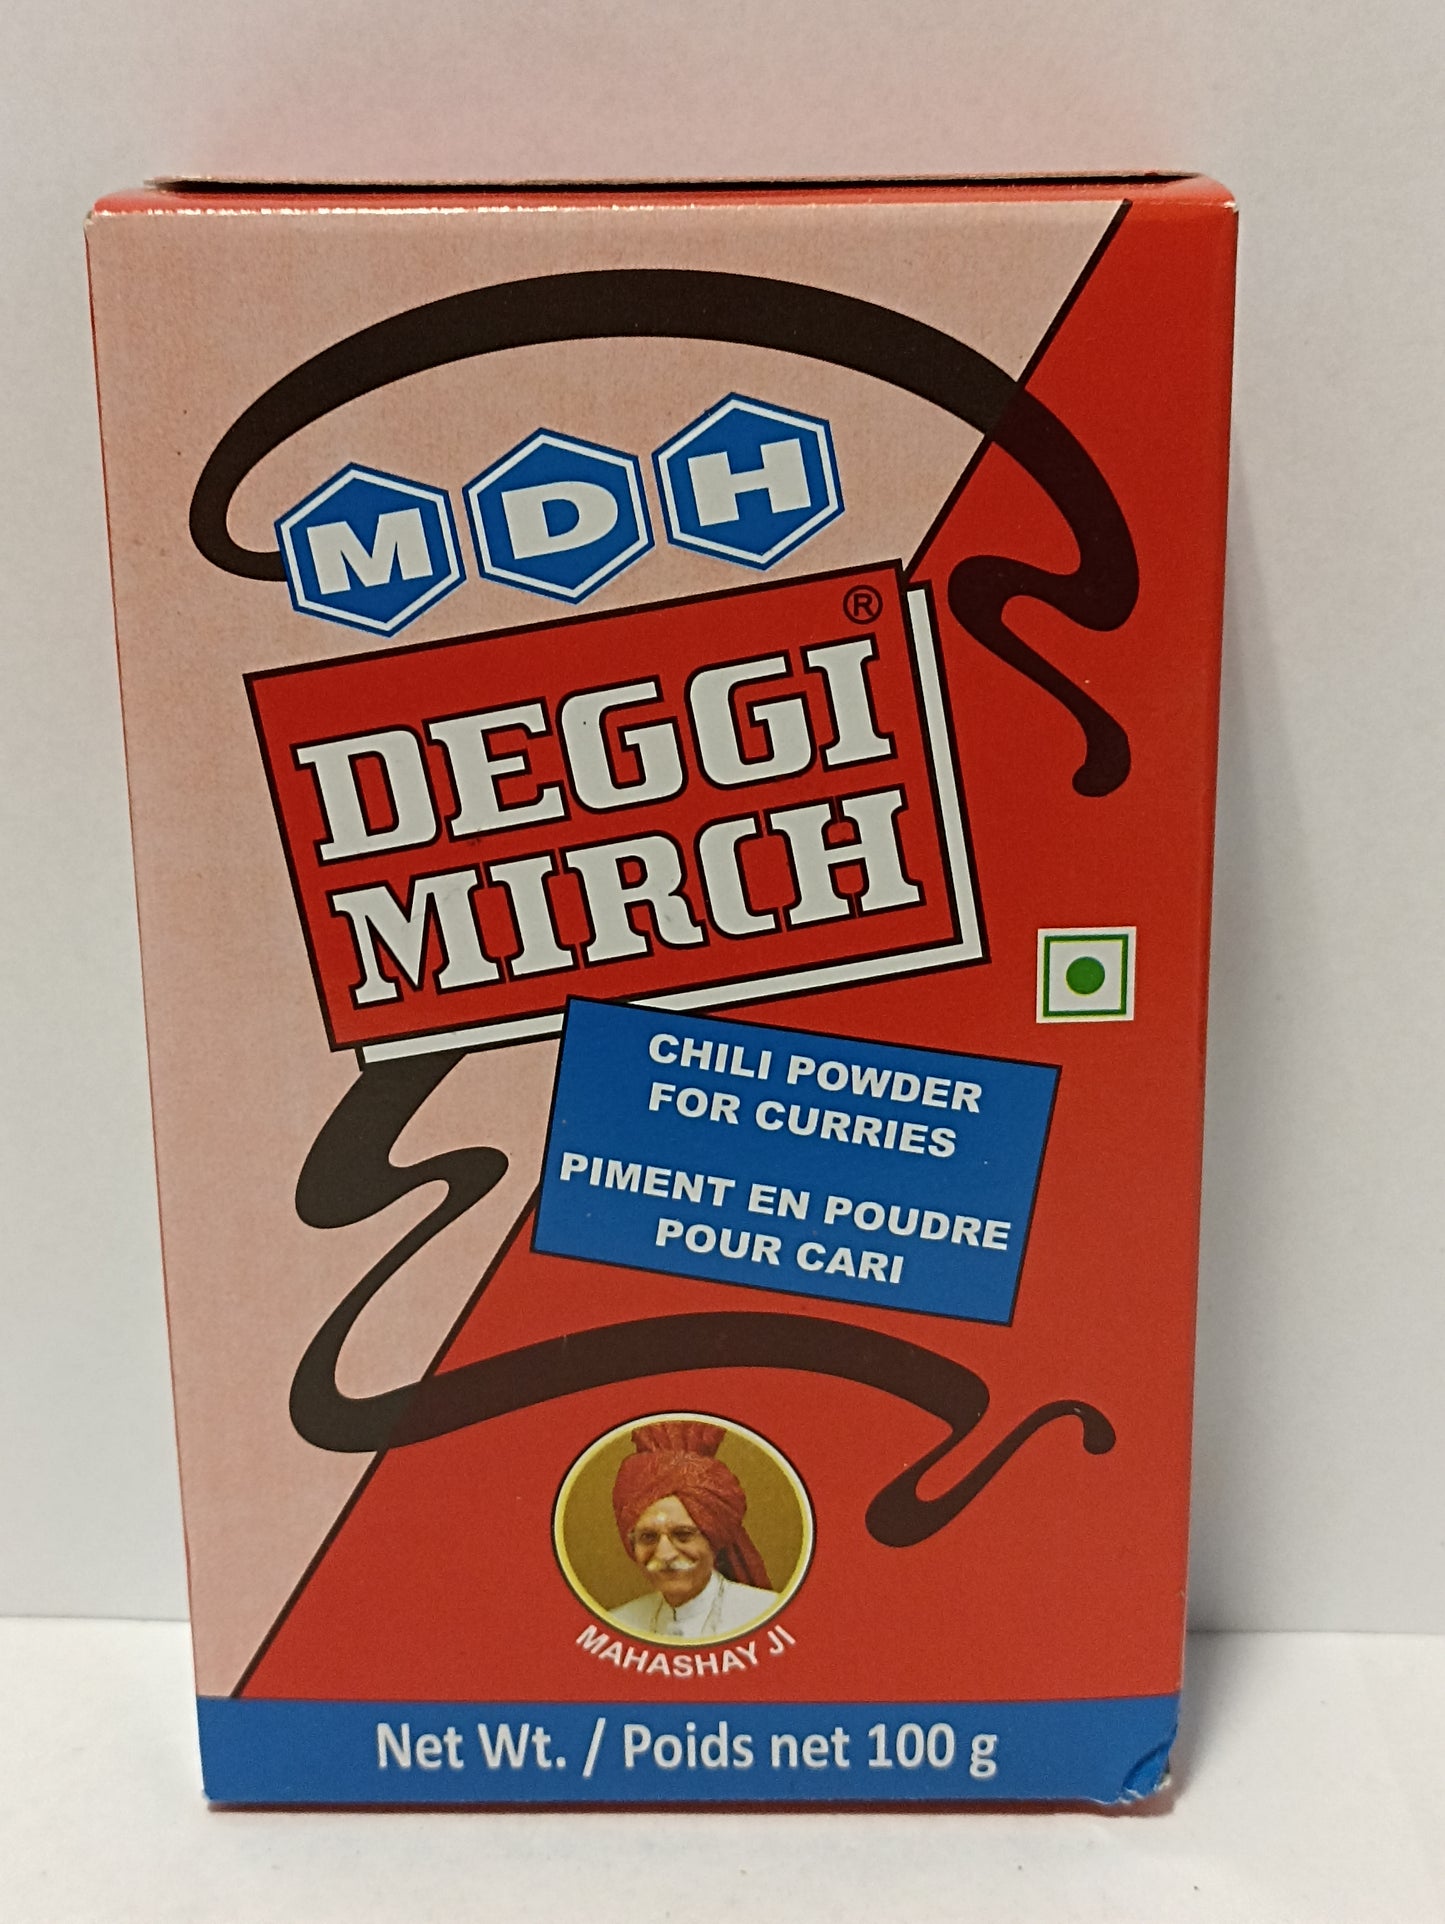 MDH
®
DEGGI
MIRCH
CHILI POWDER
FOR CURRIES
PIMENT EN POUDRE
POUR CARI
MAHASHAY JI
Net Wt. / Poids net 100 g